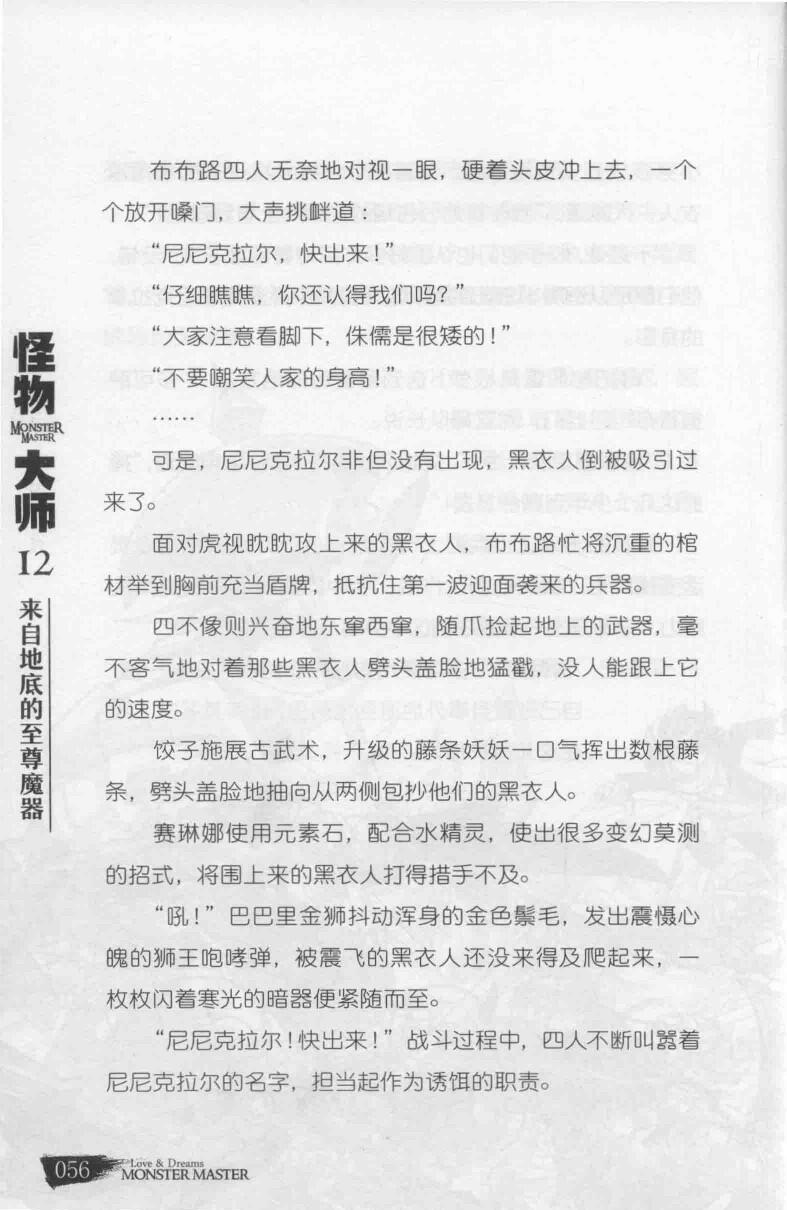 布布路四人无奈地对视一眼，硬着头皮冲上去，一个
个放开嗓门，大声挑衅道：
“尼尼克拉尔，快出来！”
“仔细瞧瞧，你还认得我们吗？”
“大家注意看脚下，侏儒是很矮的！”
“不要嘲笑人家的身高！”
……
可是，尼尼克拉尔非但没有出现，黑衣人倒被吸引过
来了。
面对虎视眈眈攻上来的黑衣人，布布路忙将沉重的棺
材举到胸前充当盾牌，抵抗住第一波迎面袭来的兵器。
四不像则兴奋地东窜西窜，随爪捡起地上的武器，毫
不客气地对着那些黑衣人劈头盖脸地猛戳，没人能跟上它
的速度。
饺子施展古武术，升级的藤条妖妖一口气挥出数根藤
条，劈头盖脸地抽向从两侧包抄他们的黑衣人。
赛琳娜使用元素石，配合水精灵，使出很多变幻莫测
的招式，将围上来的黑衣人打得措手不及。
“吼！”巴巴里金狮抖动浑身的金色鬃毛，发出震慑心
魄的狮王咆哮弹，被震飞的黑衣人还没来得及爬起来，一
枚枚闪着寒光的暗器便紧随而至。
“尼尼克拉尔！快出来！”战斗过程中，四人不断叫嚣着
尼尼克拉尔的名字，担当起作为诱饵的职责。
怪物
MONSTER
MASTER
大师
12
来自地底的至尊魔器
056
Love & Dreams
MONSTER MASTER